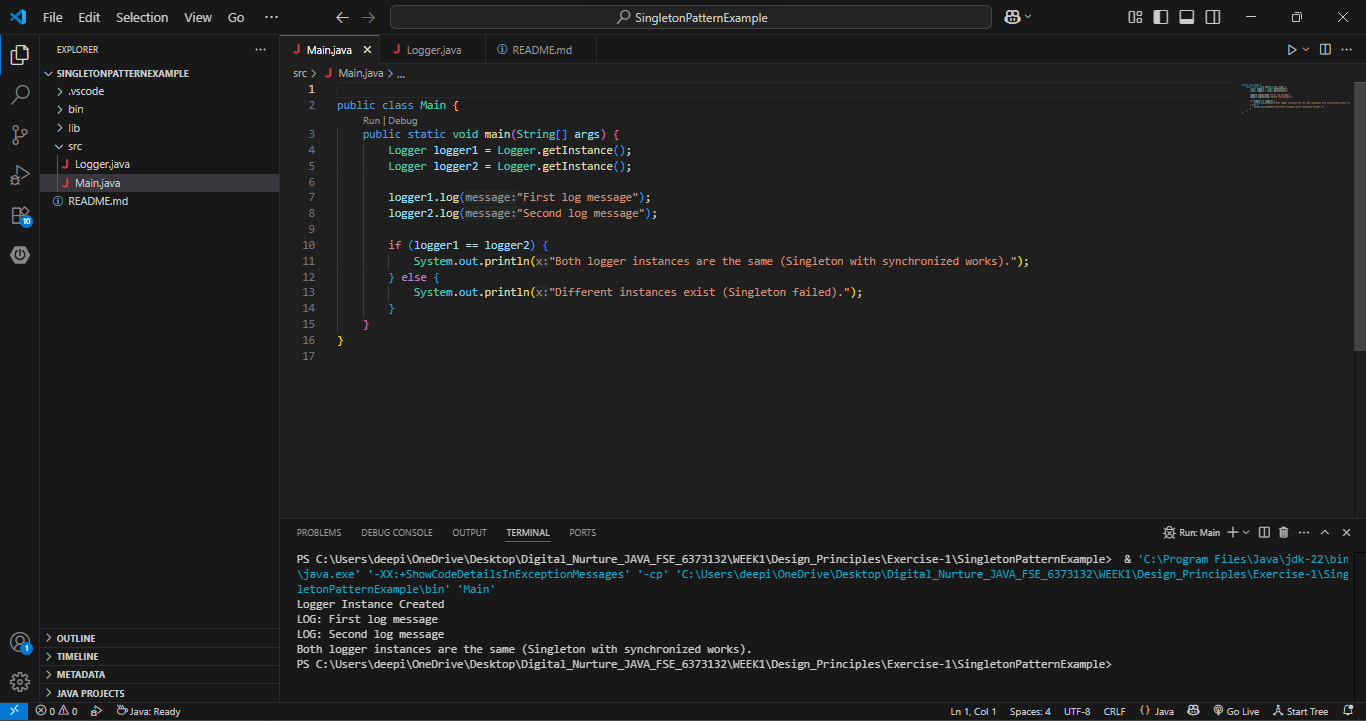 File Edit Selection View Go ··· SingletonPatternExample
EXPLORER ···
SINGLETONPATTERNEXAMPLE
.vscode
bin
lib
src
J Logger.java
J Main.java
README.md
10
1
OUTLINE
TIMELINE
METADATA
JAVA PROJECTS
J Main.java J Logger.java README.md
src > J Main.java > ...
1
2 public class Main {
Run | Debug
3 public static void main(String[] args) {
4 Logger logger1 = Logger.getInstance();
5 Logger logger2 = Logger.getInstance();
6
7 logger1.log(message:"First log message");
8 logger2.log(message:"Second log message");
9
10 if (logger1 == logger2) {
11 System.out.println(x:"Both logger instances are the same (Singleton with synchronized works).");
12 } else {
13 System.out.println(x:"Different instances exist (Singleton failed).");
14 }
15 }
16 }
17
PROBLEMS DEBUG CONSOLE OUTPUT TERMINAL PORTS Run: Main
PS C:\Users\deepi\OneDrive\Desktop\Digital_Nurture_JAVA_FSE_6373132\WEEK1\Design_Principles\Exercise-1\SingletonPatternExample> & 'C:\Program Files\Java\jdk-22\bin
\java.exe' '-XX:+ShowCodeDetailsInExceptionMessages' '-cp' 'C:\Users\deepi\OneDrive\Desktop\Digital_Nurture_JAVA_FSE_6373132\WEEK1\Design_Principles\Exercise-1\Sing
letonPatternExample\bin' 'Main'
Logger Instance Created
LOG: First log message
LOG: Second log message
Both logger instances are the same (Singleton with synchronized works).
PS C:\Users\deepi\OneDrive\Desktop\Digital_Nurture_JAVA_FSE_6373132\WEEK1\Design_Principles\Exercise-1\SingletonPatternExample>
0 0 Java: Ready Ln 1, Col 1 Spaces: 4 UTF-8 CRLF {} Java Go Live Start Tree